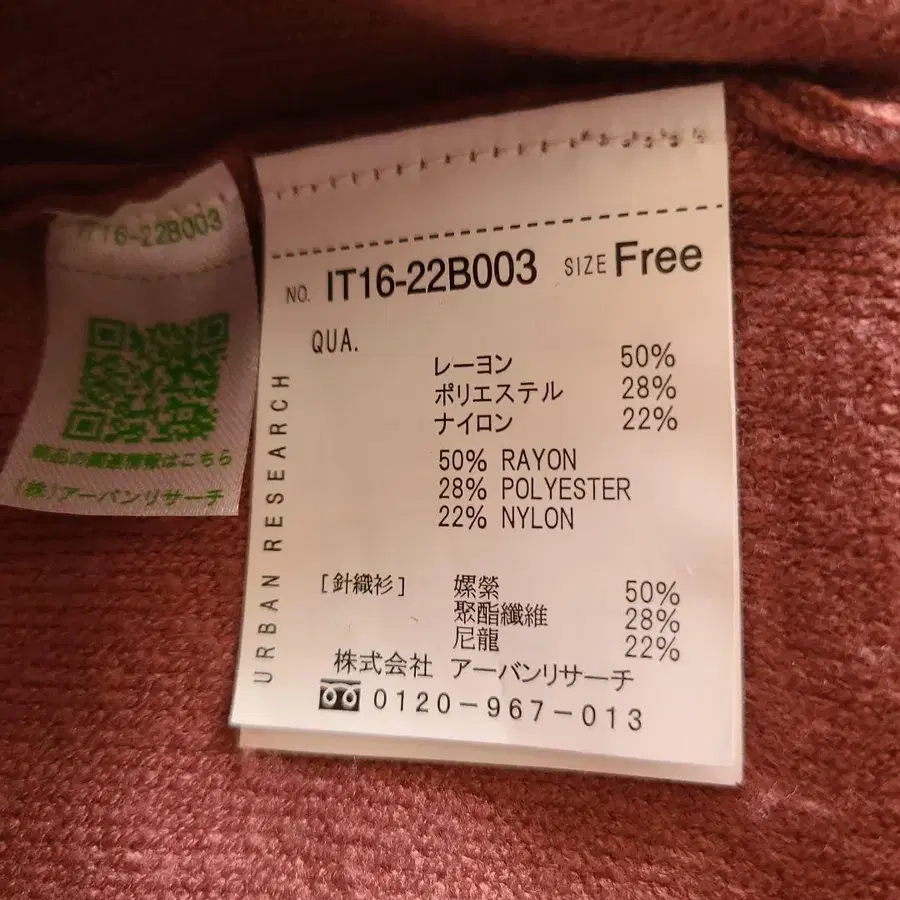 IT16-22B003
商品の関連情報はこちら
(株)アーバンリサーチ
NO. IT16-22B003 SIZE Free
QUA.
レーヨン 50%
ポリエステル 28%
ナイロン 22%
50% RAYON
28% POLYESTER
22% NYLON
[針織衫] 嫘縈 50%
聚酯纖維 28%
尼龍 22%
株式会社 アーバンリサーチ
0120-967-013
URBAN RESEARCH